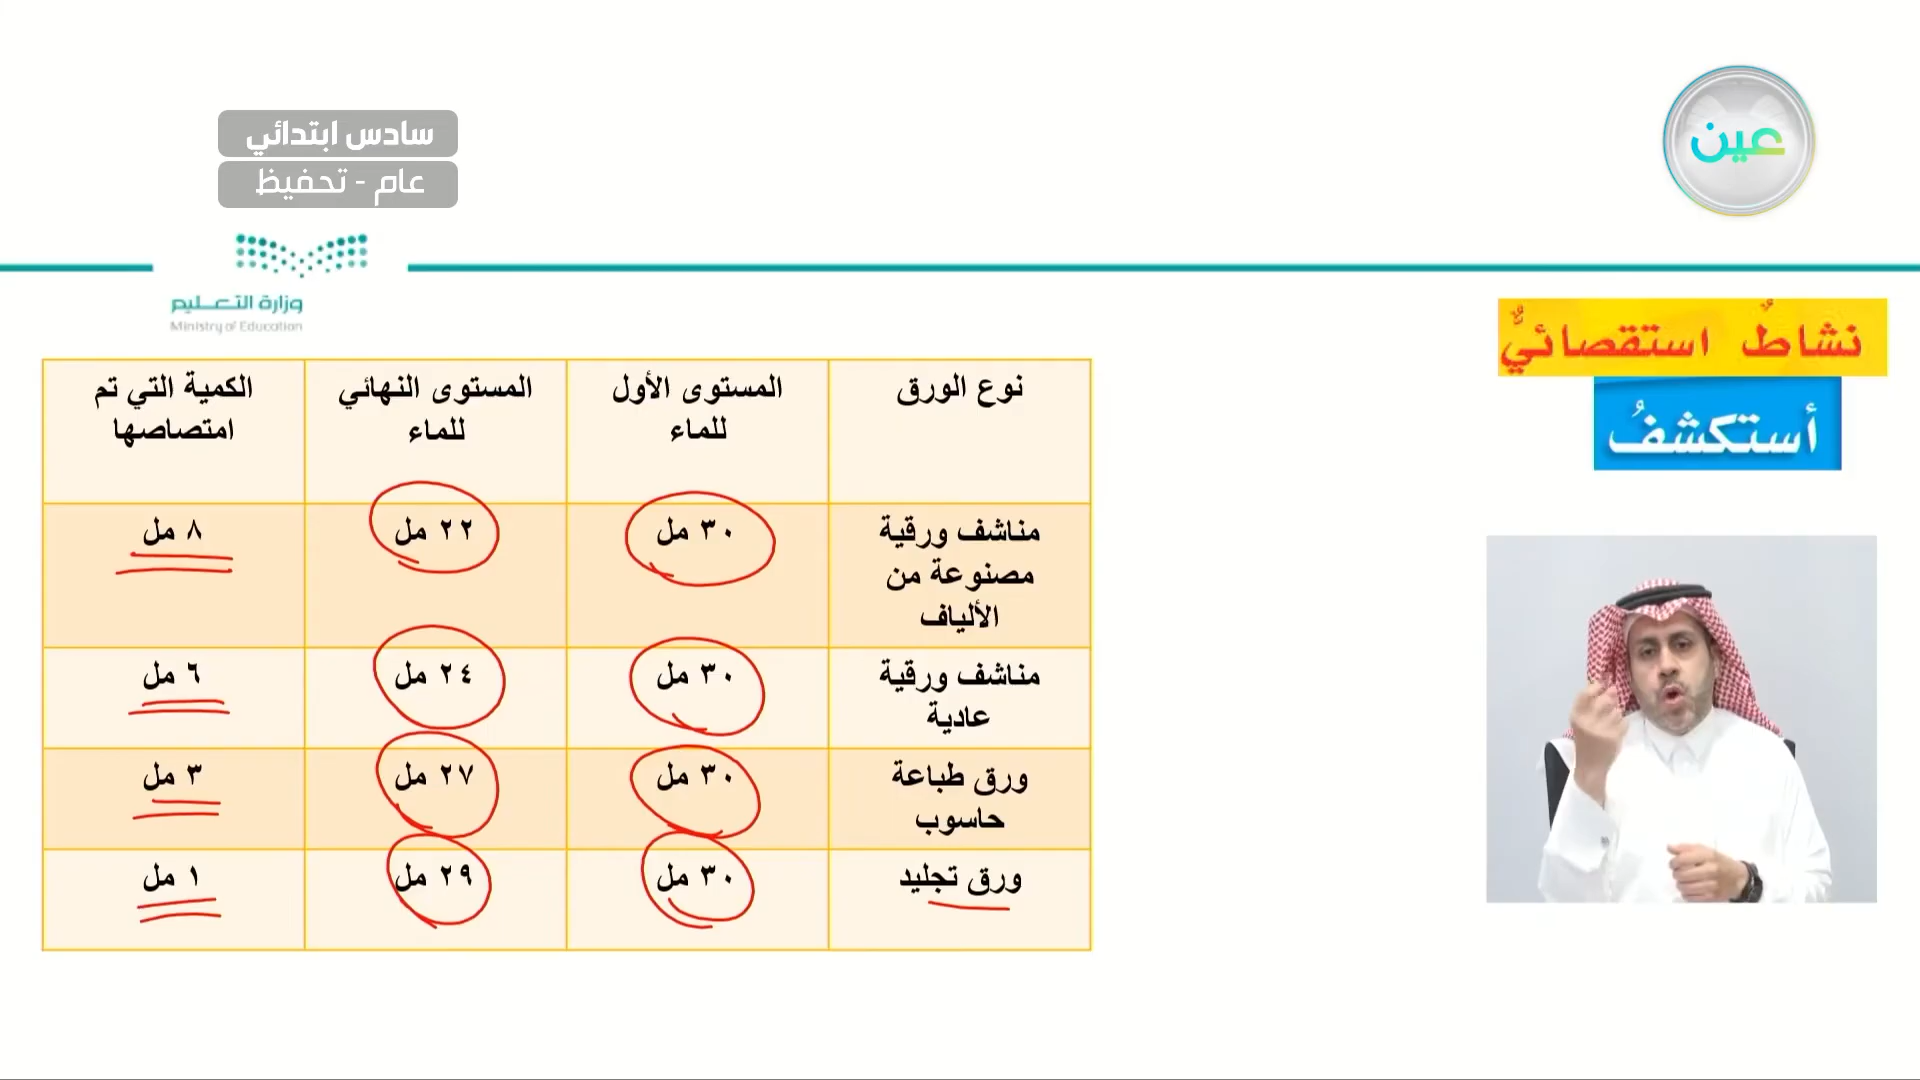 سادس ابتدائي
عام - تحفيظ
عين
وزارة التعليم
Ministry of Education
نشاطٌ استقصائيٌّ
أستكشفُ
نوع الورق
المستوى الأول
للماء
المستوى النهائي
للماء
الكمية التي تم
امتصاصها
مناشف ورقية
مصنوعة من
الألياف
٣٠ مل
٢٢ مل
٨ مل
مناشف ورقية
عادية
٣٠ مل
٢٤ مل
٦ مل
ورق طباعة
حاسوب
٣٠ مل
٢٧ مل
٣ مل
ورق تجليد
٣٠ مل
٢٩ مل
١ مل